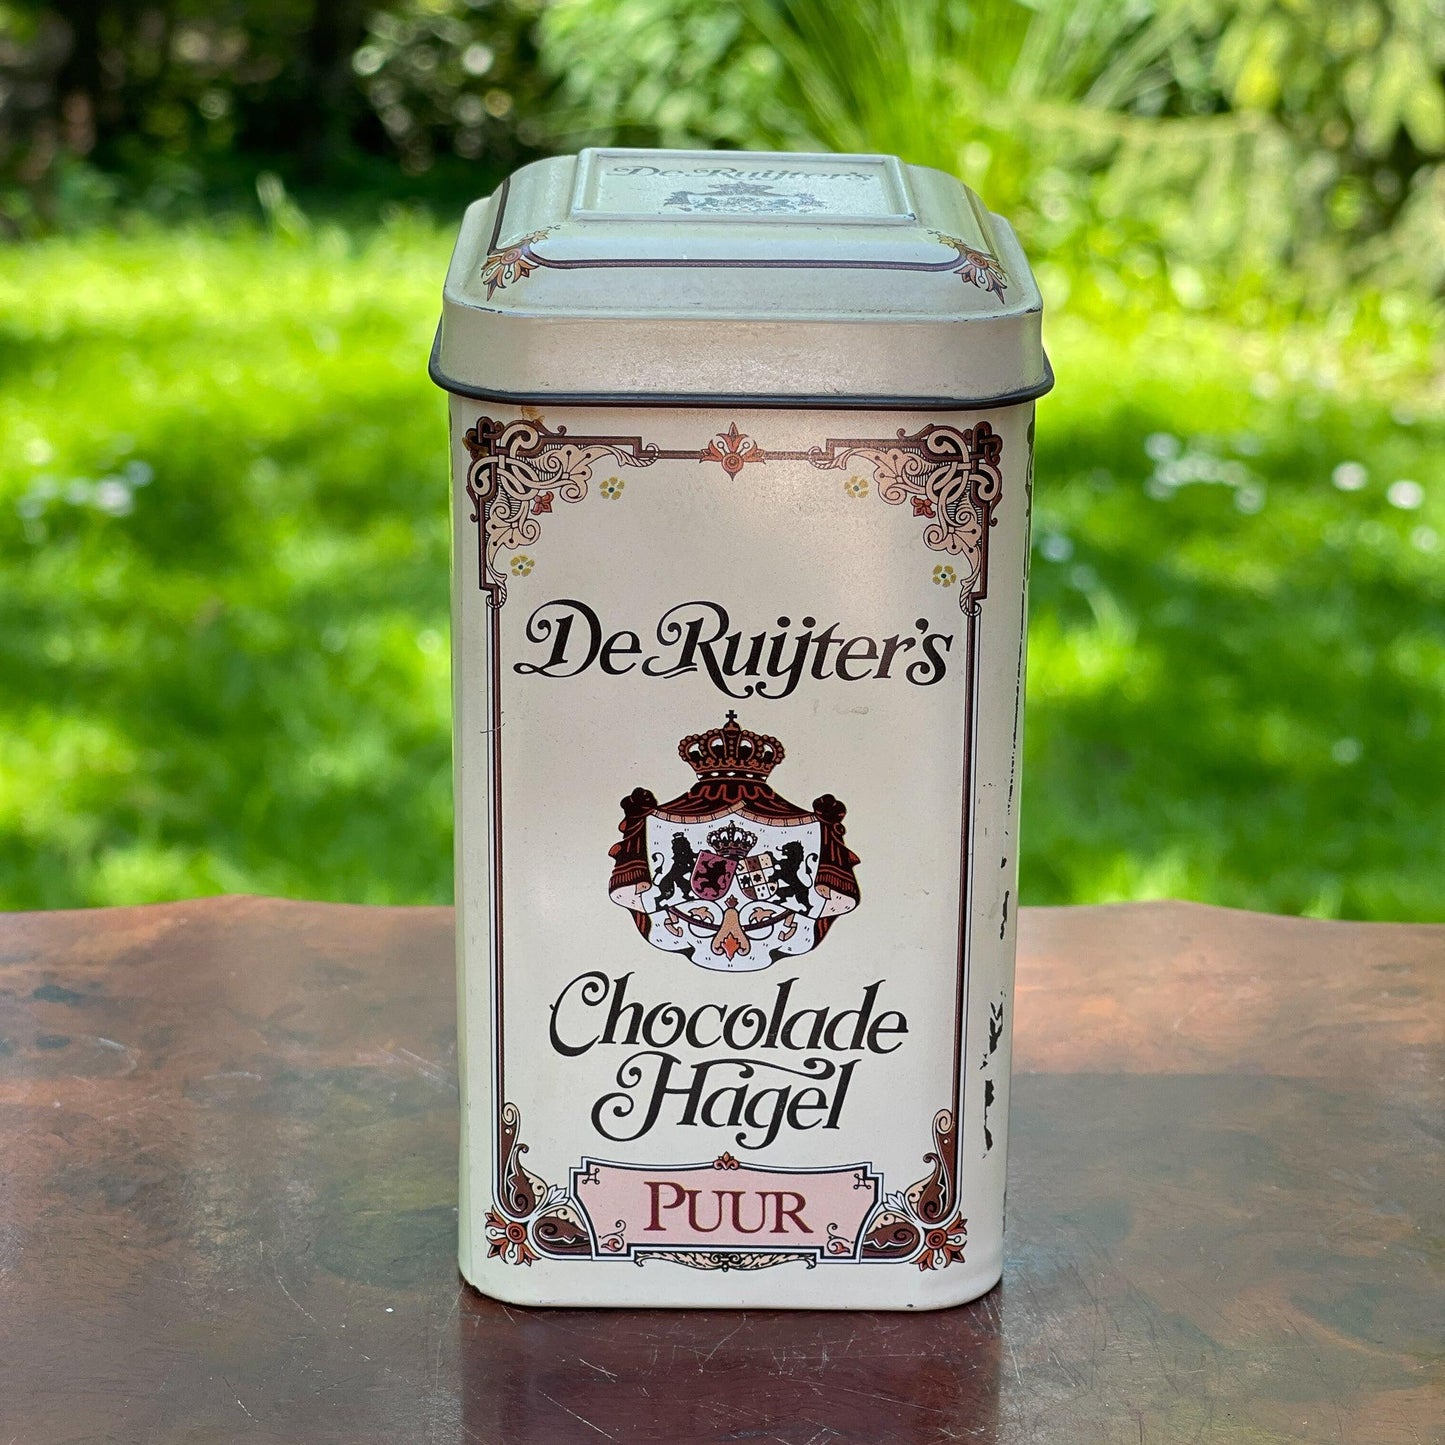 De Ruijter's
De Ruijter's
Chocolade
Hagel
PUUR